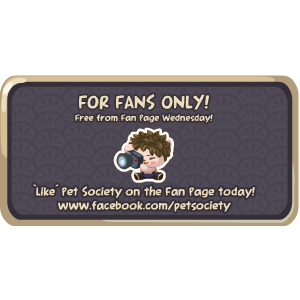 FOR FANS ONLY!
Free from Fan Page Wednesday!
'Like' Pet Society on the Fan Page today!
www.facebook.com/petsociety